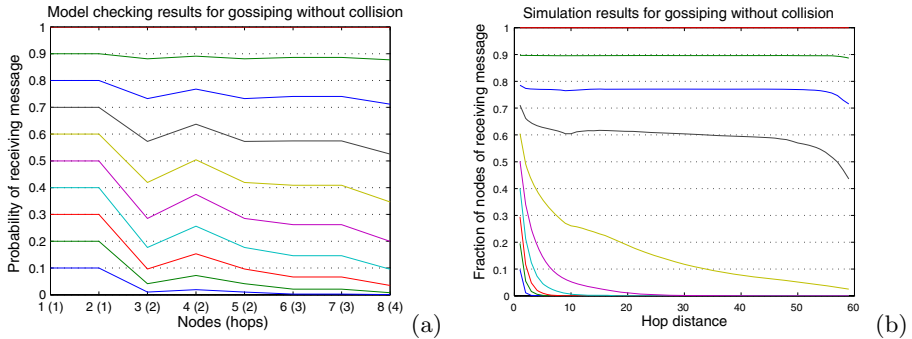 Model checking results for gossiping without collision
Probability of receiving message
1
0.9
0.8
0.7
0.6
0.5
0.4
0.3
0.2
0.1
0
1 (1) 2 (1) 3 (2) 4 (2) 5 (2) 6 (3) 7 (3) 8 (4)
Nodes (hops)
(a)
Simulation results for gossiping without collision
Fraction of nodes of receiving message
1
0.9
0.8
0.7
0.6
0.5
0.4
0.3
0.2
0.1
0
0 10 20 30 40 50 60
Hop distance
(b)